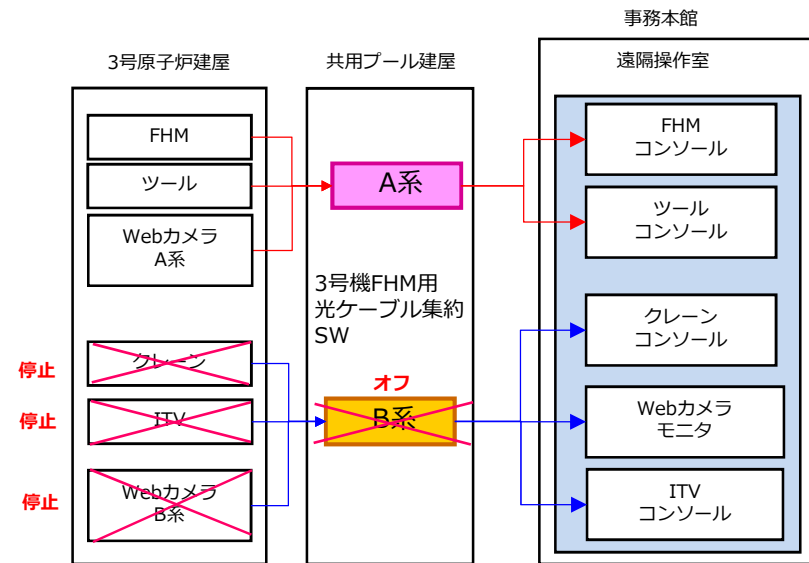 事務本館
3号原子炉建屋
共用プール建屋
遠隔操作室
FHM
ツール
Webカメラ
A系
A系
FHM
コンソール
ツール
コンソール
3号機FHM用
光ケーブル集約
SW
停止
クレーン
停止
ITV
停止
Webカメラ
B系
オフ
B系
クレーン
コンソール
Webカメラ
モニタ
ITV
コンソール